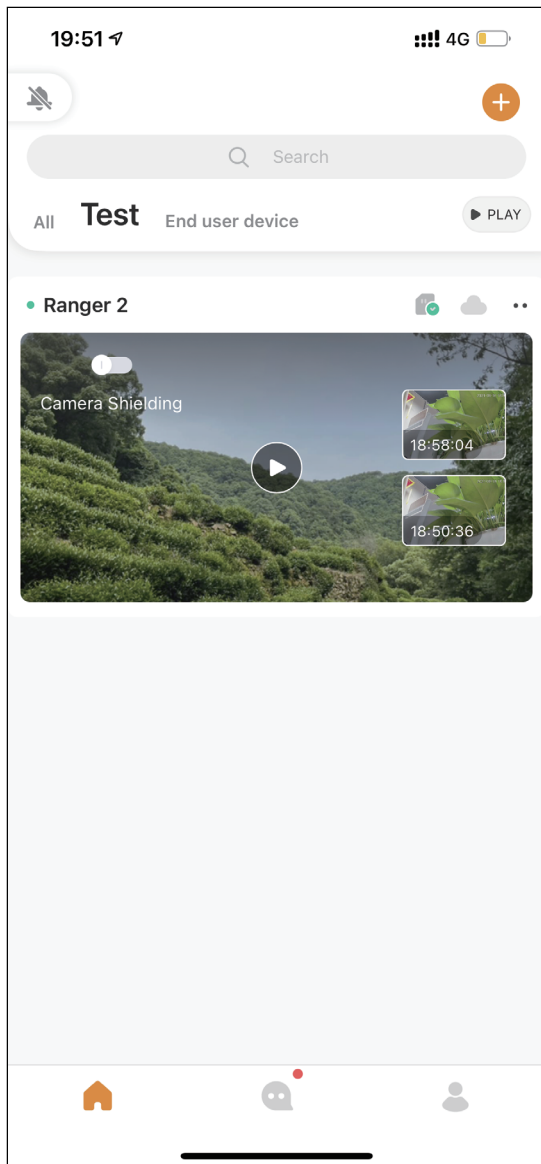 19:51
4G
Search
All Test End user device
PLAY
Ranger 2
Camera Shielding
18:58:04
18:50:36